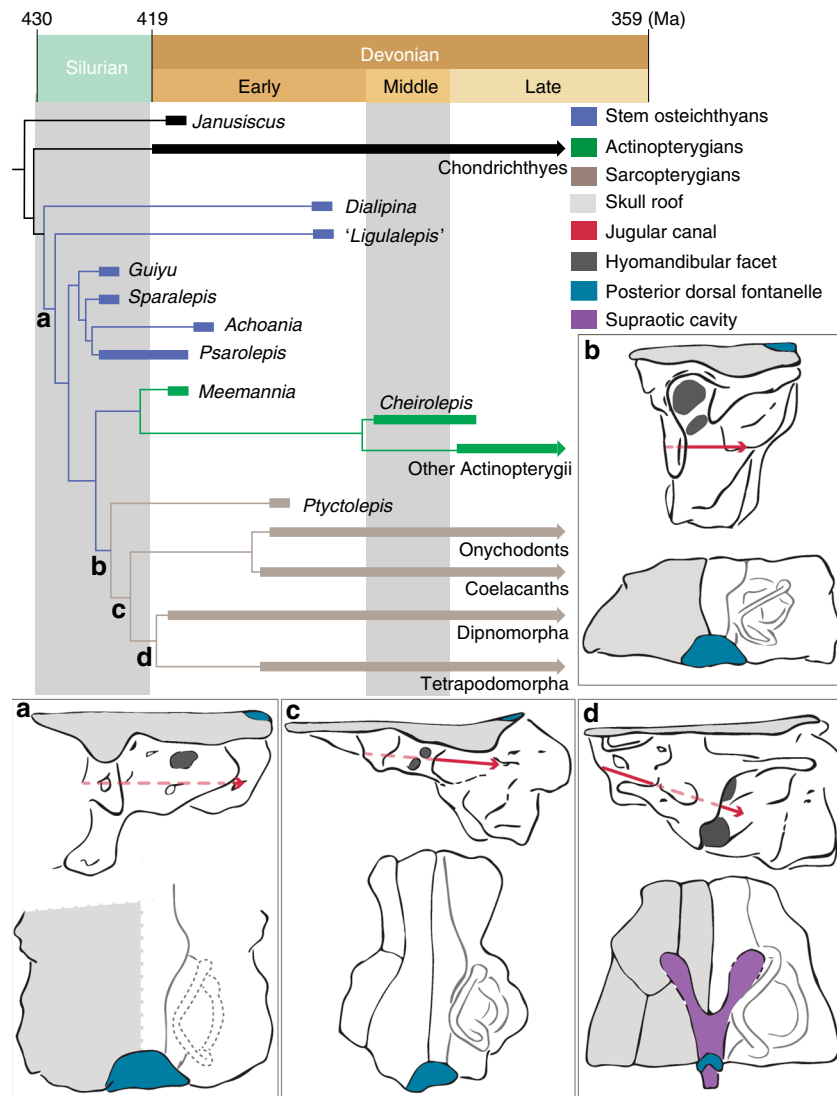 430 419 359 (Ma)
Silurian
Devonian
Early Middle Late
Janusiscus
Chondrichthyes
Dialipina
'Ligulalepis'
Guiyu
Sparalepis
Achoania
Psarolepis
Meemannia
Cheirolepis
Other Actinopterygii
Ptyctolepis
Onychodonts
Coelacanths
Dipnomorpha
Tetrapodomorpha
a
b
c
d
Stem osteichthyans
Actinopterygians
Sarcopterygians
Skull roof
Jugular canal
Hyomandibular facet
Posterior dorsal fontanelle
Supraotic cavity
b
a
c
d